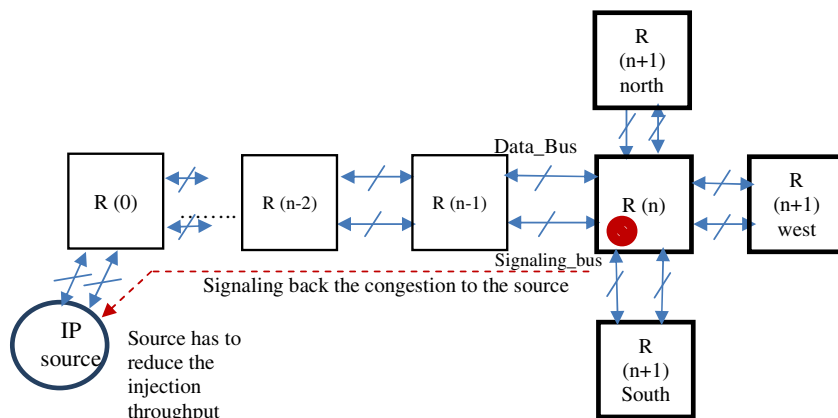 R
(n+1)
north
Data_Bus
R (0)
........
R (n-2)
R (n-1)
R (n)
R
(n+1)
west
Signaling_bus
Signaling back the congestion to the source
IP
source
Source has to
reduce the
injection
throughput
R
(n+1)
South